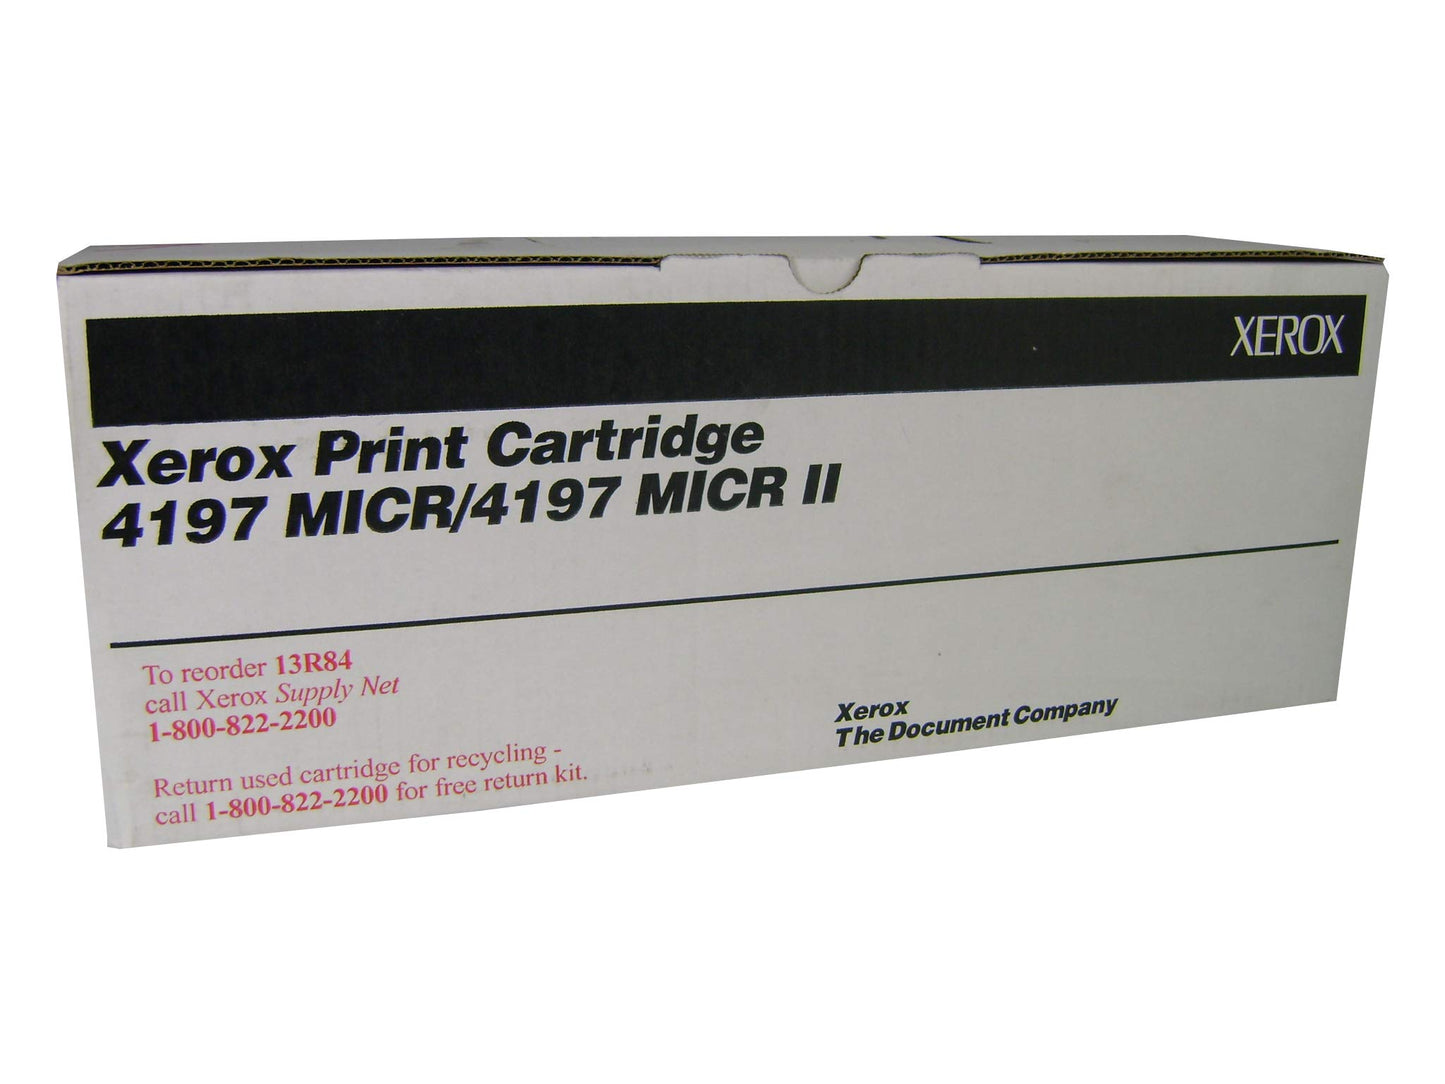 XEROX
Xerox Print Cartridge
4197 MICR/4197 MICR II
To reorder 13R84
call Xerox Supply Net
1-800-822-2200
Return used cartridge for recycling -
call 1-800-822-2200 for free return kit.
Xerox
The Document Company